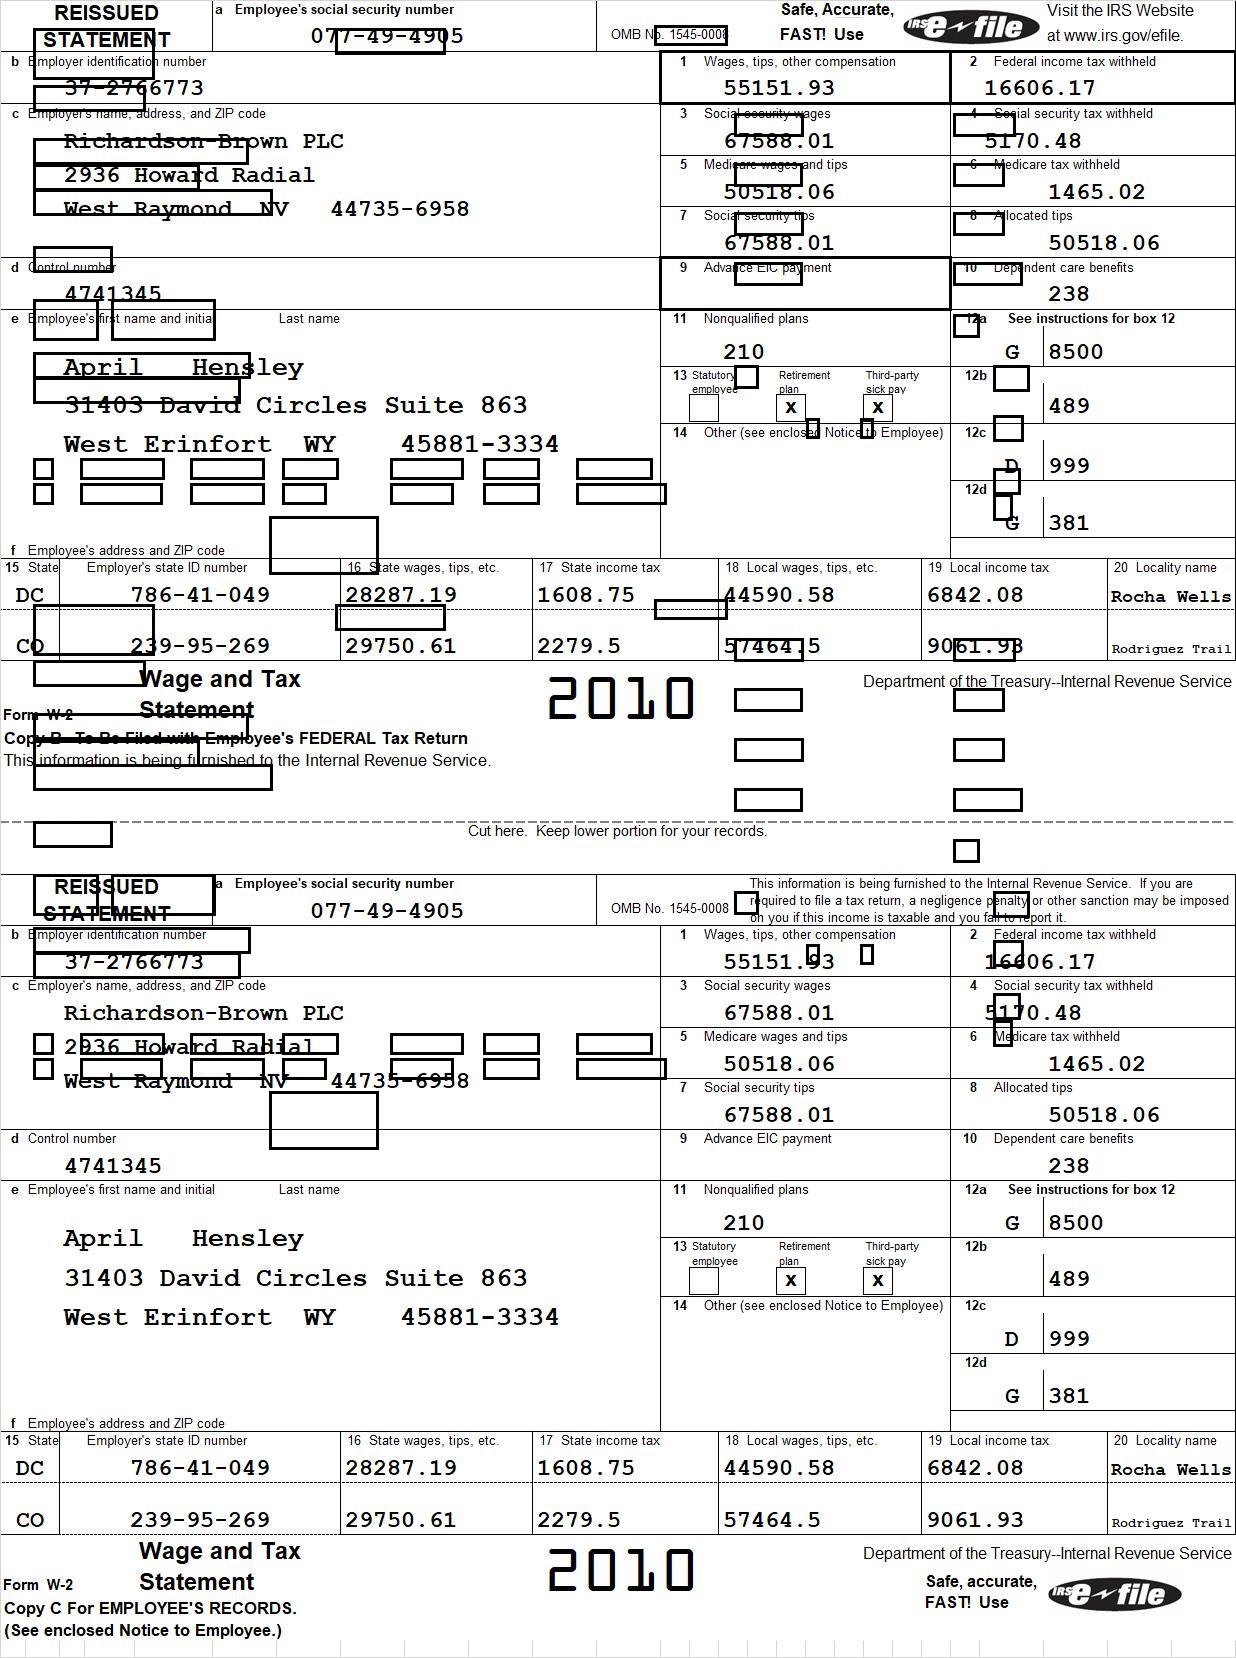 REISSUED STATEMENT
a Employee's social security number
077-49-4905
OMB No. 1545-0008
Safe, Accurate, FAST! Use IRS e~file
Visit the IRS Website at www.irs.gov/efile.
b Employer identification number
37-2766773
1 Wages, tips, other compensation
55151.93
2 Federal income tax withheld
16606.17
c Employer's name, address, and ZIP code
Richardson-Brown PLC
2936 Howard Radial
West Raymond NV 44735-6958
3 Social security wages
67588.01
4 Social security tax withheld
5170.48
5 Medicare wages and tips
50518.06
6 Medicare tax withheld
1465.02
7 Social security tips
67588.01
8 Allocated tips
50518.06
d Control number
4741345
9 Advance EIC payment
10 Dependent care benefits
238
e Employee's first name and initial Last name
April Hensley
31403 David Circles Suite 863
West Erinfort WY 45881-3334
11 Nonqualified plans
210
12a See instructions for box 12
G 8500
13 Statutory employee Retirement plan Third-party sick pay
X X
12b
489
14 Other (see enclosed Notice to Employee)
12c
D 999
12d
G 381
f Employee's address and ZIP code
15 State Employer's state ID number 16 State wages, tips, etc. 17 State income tax 18 Local wages, tips, etc. 19 Local income tax 20 Locality name
DC 786-41-049 28287.19 1608.75 44590.58 6842.08 Rocha Wells
CO 239-95-269 29750.61 2279.5 57464.5 9061.93 Rodriguez Trail
Wage and Tax
Form W-2 Statement
2010
Department of the Treasury--Internal Revenue Service
Copy B--To Be Filed with Employee's FEDERAL Tax Return
This information is being furnished to the Internal Revenue Service.
Cut here. Keep lower portion for your records.
REISSUED STATEMENT
a Employee's social security number
077-49-4905
OMB No. 1545-0008
This information is being furnished to the Internal Revenue Service. If you are
required to file a tax return, a negligence penalty or other sanction may be imposed
on you if this income is taxable and you fail to report it.
b Employer identification number
37-2766773
1 Wages, tips, other compensation
55151.93
2 Federal income tax withheld
16606.17
c Employer's name, address, and ZIP code
Richardson-Brown PLC
2936 Howard Radial
West Raymond NV 44735-6958
3 Social security wages
67588.01
4 Social security tax withheld
5170.48
5 Medicare wages and tips
50518.06
6 Medicare tax withheld
1465.02
7 Social security tips
67588.01
8 Allocated tips
50518.06
d Control number
4741345
9 Advance EIC payment
10 Dependent care benefits
238
e Employee's first name and initial Last name
April Hensley
31403 David Circles Suite 863
West Erinfort WY 45881-3334
11 Nonqualified plans
210
12a See instructions for box 12
G 8500
13 Statutory employee Retirement plan Third-party sick pay
X X
12b
489
14 Other (see enclosed Notice to Employee)
12c
D 999
12d
G 381
f Employee's address and ZIP code
15 State Employer's state ID number 16 State wages, tips, etc. 17 State income tax 18 Local wages, tips, etc. 19 Local income tax 20 Locality name
DC 786-41-049 28287.19 1608.75 44590.58 6842.08 Rocha Wells
CO 239-95-269 29750.61 2279.5 57464.5 9061.93 Rodriguez Trail
Wage and Tax
Form W-2 Statement
2010
Department of the Treasury--Internal Revenue Service
Safe, accurate, FAST! Use IRS e~file
Copy C For EMPLOYEE'S RECORDS.
(See enclosed Notice to Employee.)